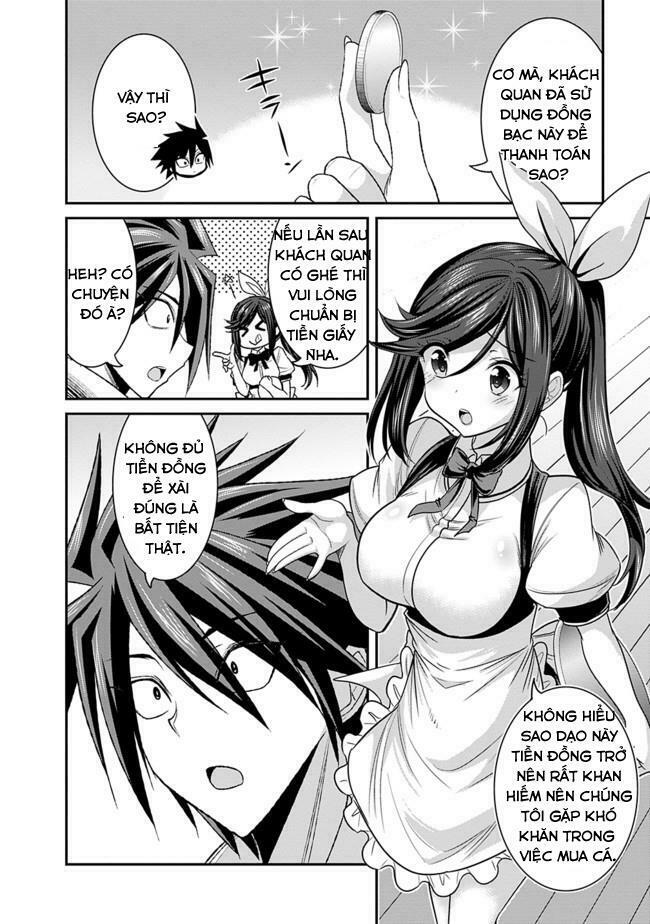 CƠ MÀ, KHÁCH
QUAN ĐÃ SỬ
DỤNG ĐỒNG
BẠC NÀY ĐỂ
THANH TOÁN
SAO?
VẬY THÌ
SAO?
KHÔNG HIỂU
SAO DẠO NÀY
TIỀN ĐỒNG TRỞ
NÊN RẤT KHAN
HIẾM NÊN CHÚNG
TÔI GẶP KHÓ
KHĂN TRONG
VIỆC MUA CÁ.
NẾU LẦN SAU
KHÁCH QUAN
CÓ GHÉ THÌ
VUI LÒNG
CHUẨN BỊ
TIỀN GIẤY
NHA.
HEH? CÓ
CHUYỆN
ĐÓ À?
KHÔNG ĐỦ
TIỀN ĐỒNG
ĐỂ XÀI
ĐÚNG LÀ
BẤT TIỆN
THẬT.